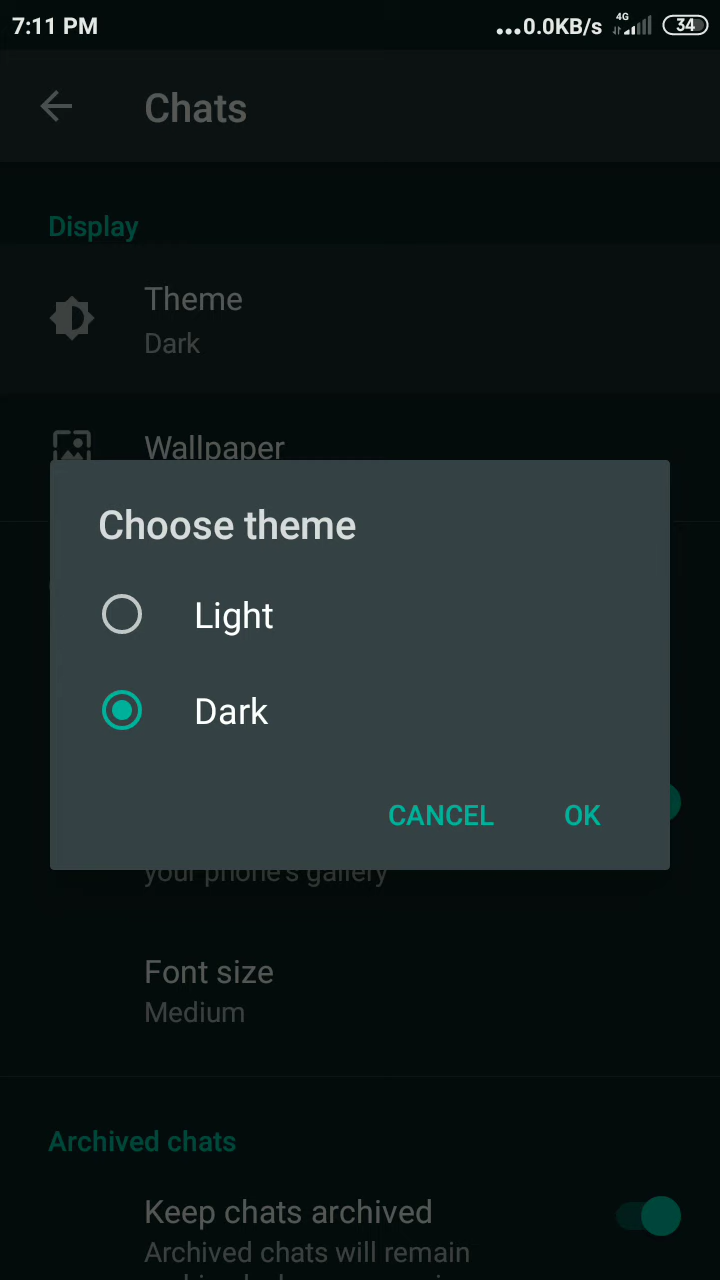 7:11 PM
...0.0KB/s 4G 34
Chats
Display
Theme
Dark
Wallpaper
Choose theme
Light
Dark
CANCEL OK
your phone's gallery
Font size
Medium
Archived chats
Keep chats archived
Archived chats will remain